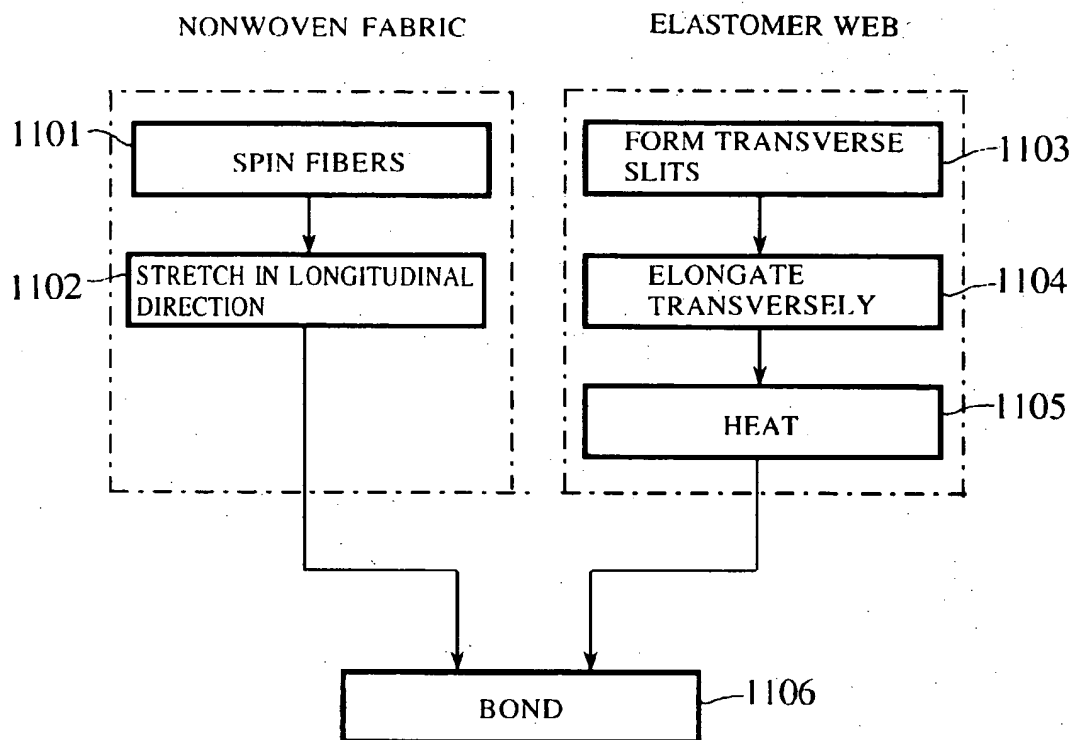 NONWOVEN FABRIC
ELASTOMER WEB
1101
SPIN FIBERS
FORM TRANSVERSE
SLITS
1103
1102
STRETCH IN LONGITUDINAL
DIRECTION
ELONGATE
TRANSVERSELY
1104
HEAT
1105
BOND
1106